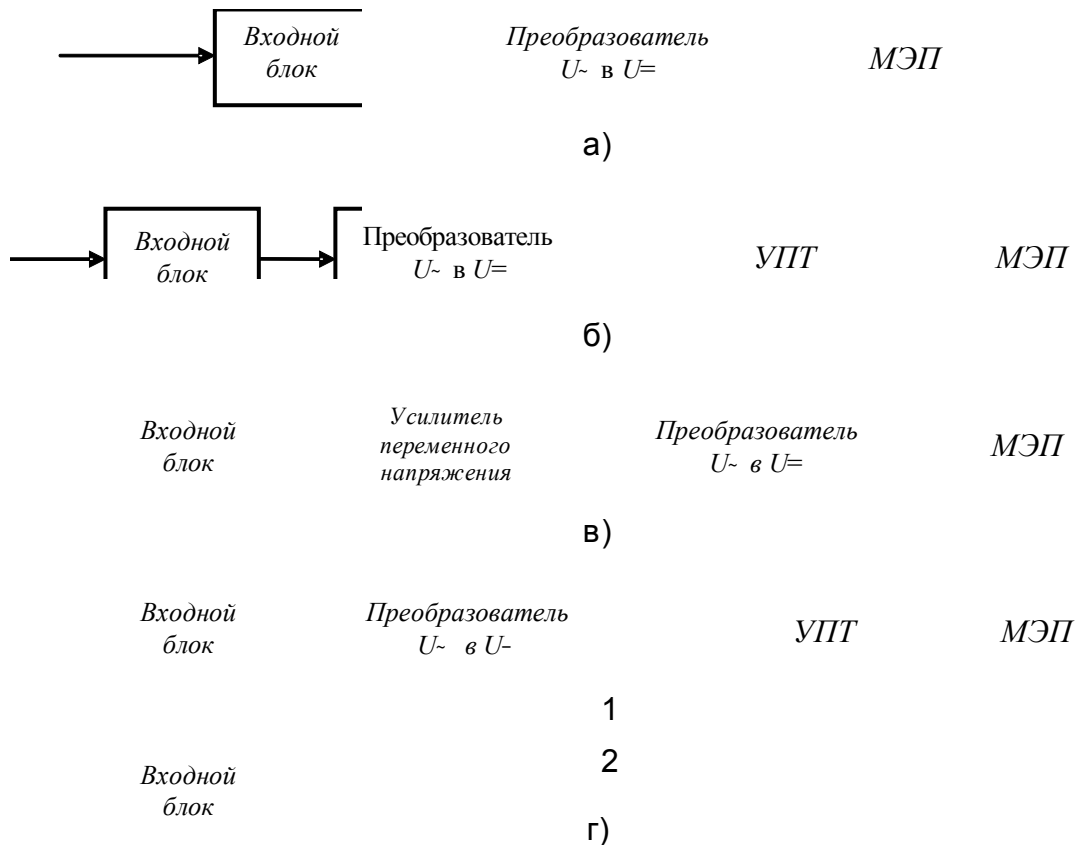 Входной
блок
Преобразователь
U~ в U=
МЭП
а)
Входной
блок
Преобразователь
U~ в U=
УПТ
МЭП
б)
Входной
блок
Усилитель
переменного
напряжения
Преобразователь
U~ в U=
МЭП
в)
Входной
блок
Преобразователь
U~ в U-
УПТ
МЭП
1
2
Входной
блок
г)